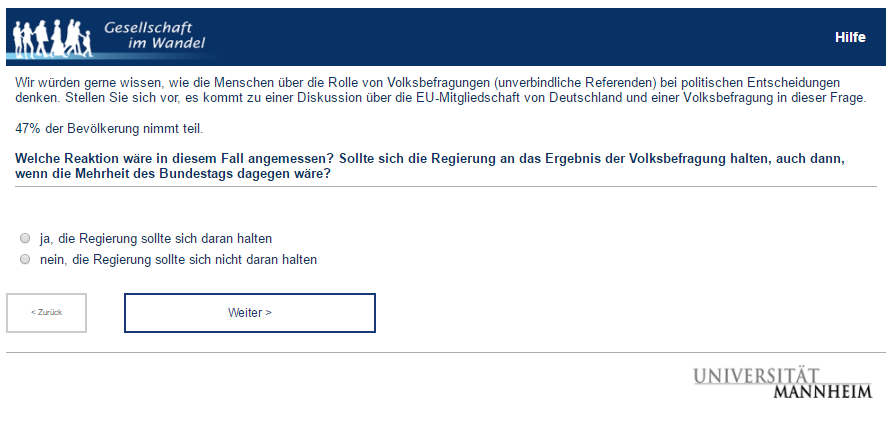 Gesellschaft
im Wandel
Hilfe
Wir würden gerne wissen, wie die Menschen über die Rolle von Volksbefragungen (unverbindliche Referenden) bei politischen Entscheidungen
denken. Stellen Sie sich vor, es kommt zu einer Diskussion über die EU-Mitgliedschaft von Deutschland und einer Volksbefragung in dieser Frage.
47% der Bevölkerung nimmt teil.
Welche Reaktion wäre in diesem Fall angemessen? Sollte sich die Regierung an das Ergebnis der Volksbefragung halten, auch dann,
wenn die Mehrheit des Bundestags dagegen wäre?
ja, die Regierung sollte sich daran halten
nein, die Regierung sollte sich nicht daran halten
< Zurück
Weiter >
UNIVERSITÄT
MANNHEIM